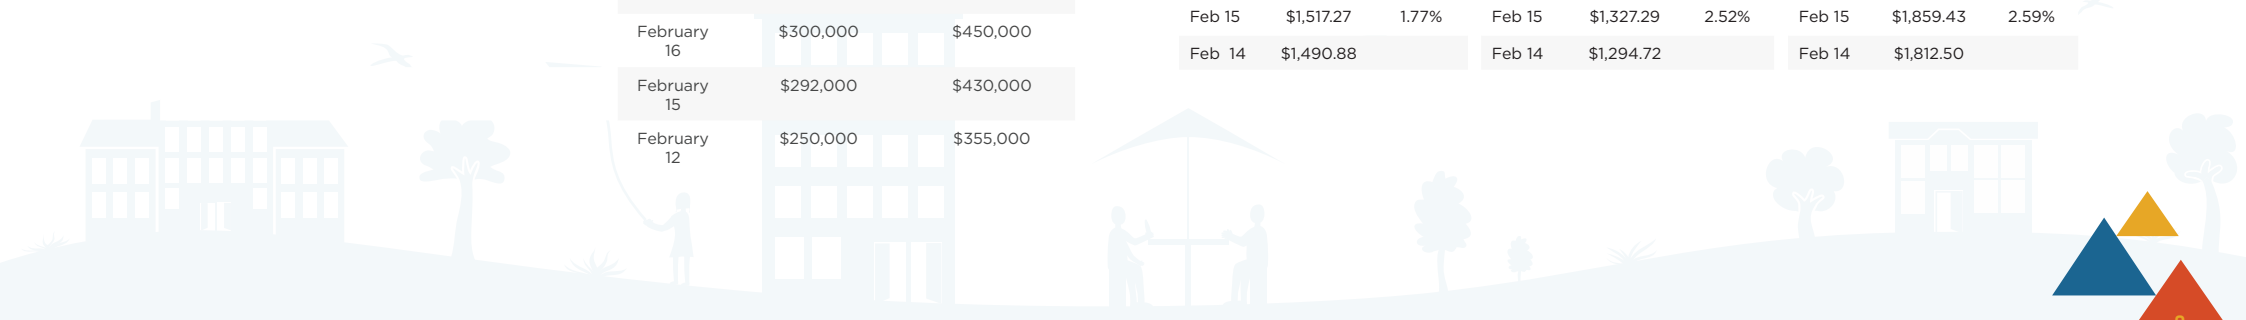 February $300,000 $450,000
16
February $292,000 $430,000
15
February $250,000 $355,000
12
Feb 15 $1,517.27 1.77% Feb 15 $1,327.29 2.52% Feb 15 $1,859.43 2.59%
Feb 14 $1,490.88 Feb 14 $1,294.72 Feb 14 $1,812.50